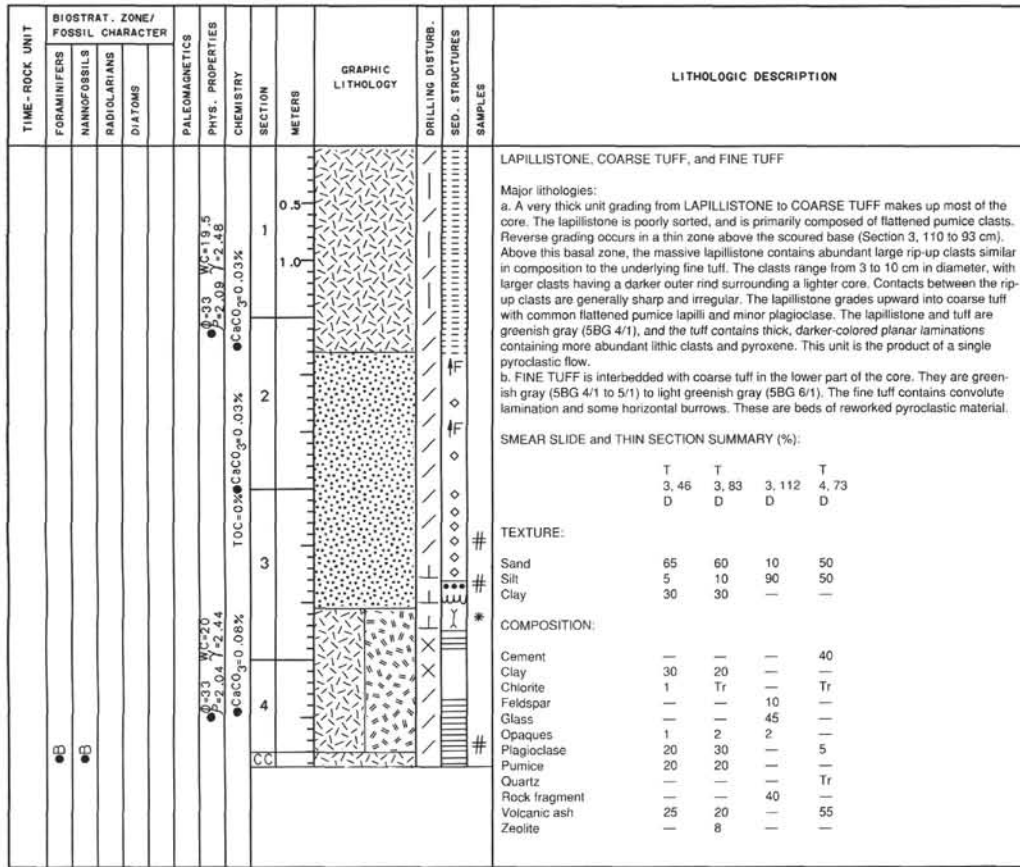 TIME-ROCK UNIT
BIOSTRAT. ZONE/
FOSSIL CHARACTER
FORAMINIFERS
NANNOFOSSILS
RADIOLARIANS
DIATOMS
PALEOMAGNETICS
PHYS. PROPERTIES
CHEMISTRY
SECTION
METERS
GRAPHIC
LITHOLOGY
DRILLING DISTURB.
SED. STRUCTURES
SAMPLES
LITHOLOGIC DESCRIPTION
B
B
Φ=33 WC=19.5
ρ=2.09 γ=2.48
Φ=33 WC=20
ρ=2.04 γ=2.44
CaCO3=0.03%
TOC=0% CaCO3=0.03%
CaCO3=0.08%
1
2
3
4
CC
0.5
1.0
F
F
#
#
*
#
LAPILLISTONE, COARSE TUFF, and FINE TUFF
Major lithologies:
a. A very thick unit grading from LAPILLISTONE to COARSE TUFF makes up most of the
core. The lapillistone is poorly sorted, and is primarily composed of flattened pumice clasts.
Reverse grading occurs in a thin zone above the scoured base (Section 3, 110 to 93 cm).
Above this basal zone, the massive lapillistone contains abundant large rip-up clasts similar
in composition to the underlying fine tuff. The clasts range from 3 to 10 cm in diameter, with
larger clasts having a darker outer rind surrounding a lighter core. Contacts between the rip-
up clasts are generally sharp and irregular. The lapillistone grades upward into coarse tuff
with common flattened pumice lapilli and minor plagioclase. The lapillistone and tuff are
greenish gray (5BG 4/1), and the tuff contains thick, darker-colored planar laminations
containing more abundant lithic clasts and pyroxene. This unit is the product of a single
pyroclastic flow.
b. FINE TUFF is interbedded with coarse tuff in the lower part of the core. They are green-
ish gray (5BG 4/1 to 5/1) to light greenish gray (5BG 6/1). The fine tuff contains convolute
lamination and some horizontal burrows. These are beds of reworked pyroclastic material.
SMEAR SLIDE and THIN SECTION SUMMARY (%):
T T T
3, 46 3, 83 3, 112 4, 73
D D D D
TEXTURE:
Sand 65 60 10 50
Silt 5 10 90 50
Clay 30 30 — —
COMPOSITION:
Cement — — — 40
Clay 30 20 — —
Chlorite 1 Tr — Tr
Feldspar — — 10 —
Glass — — 45 —
Opaques 1 2 2 —
Plagioclase 20 30 — 5
Pumice 20 20 — —
Quartz — — — Tr
Rock fragment — — 40 —
Volcanic ash 25 20 — 55
Zeolite — 8 — —